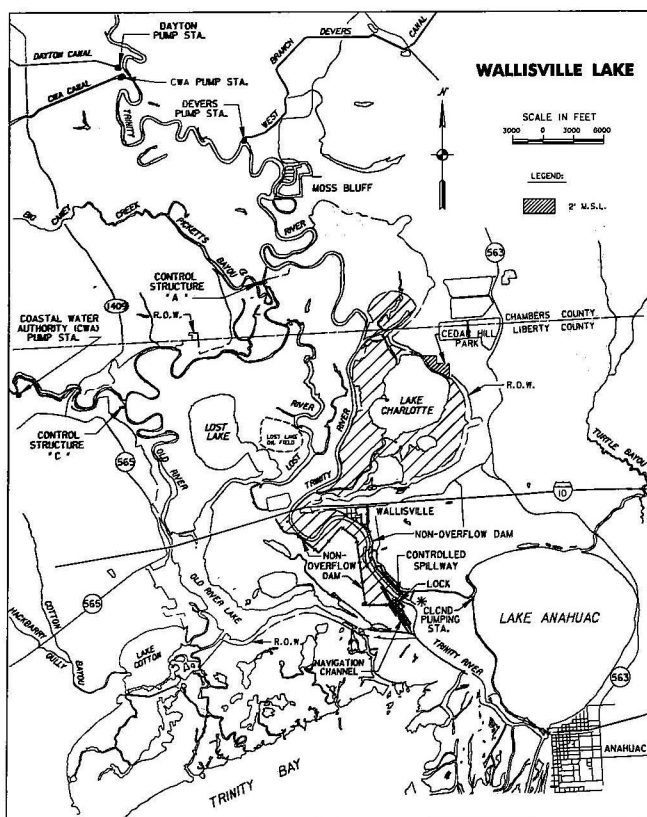 DAYTON
PUMP STA.
DAYTON CANAL
CWA CANAL
CWA PUMP STA.
TRINITY
DEVERS
PUMP STA.
WEST
BRANCH
DEVERS
CANAL
WALLISVILLE LAKE
N
SCALE IN FEET
3000 0 3000 6000
LEGEND:
2' M.S.L.
MOSS BLUFF
RIVER
BIG CANEY
CREEK
PICKETTS
BAYOU
CONTROL
STRUCTURE
"A"
1409
R.O.W.
COASTAL WATER
AUTHORITY (CWA)
PUMP STA.
563
CHAMBERS COUNTY
LIBERTY COUNTY
CEDAR HILL
PARK
R.O.W.
LAKE
CHARLOTTE
CONTROL
STRUCTURE
"C"
565
OLD RIVER
LOST
LAKE
LOST LAKE
OIL FIELD
LOST
RIVER
TRINITY
RIVER
TURTLE BAYOU
10
WALLISVILLE
NON-OVERFLOW DAM
NON-
OVERFLOW
DAM
CONTROLLED
SPILLWAY
LOCK
CLCND
PUMPING
STA.
LAKE ANAHUAC
565
OLD RIVER LAKE
R.O.W.
HACKBARRY
GULLY
COTTON
BAYOU
LAKE
COTTON
NAVIGATION
CHANNEL
TRINITY RIVER
563
ANAHUAC
TRINITY BAY